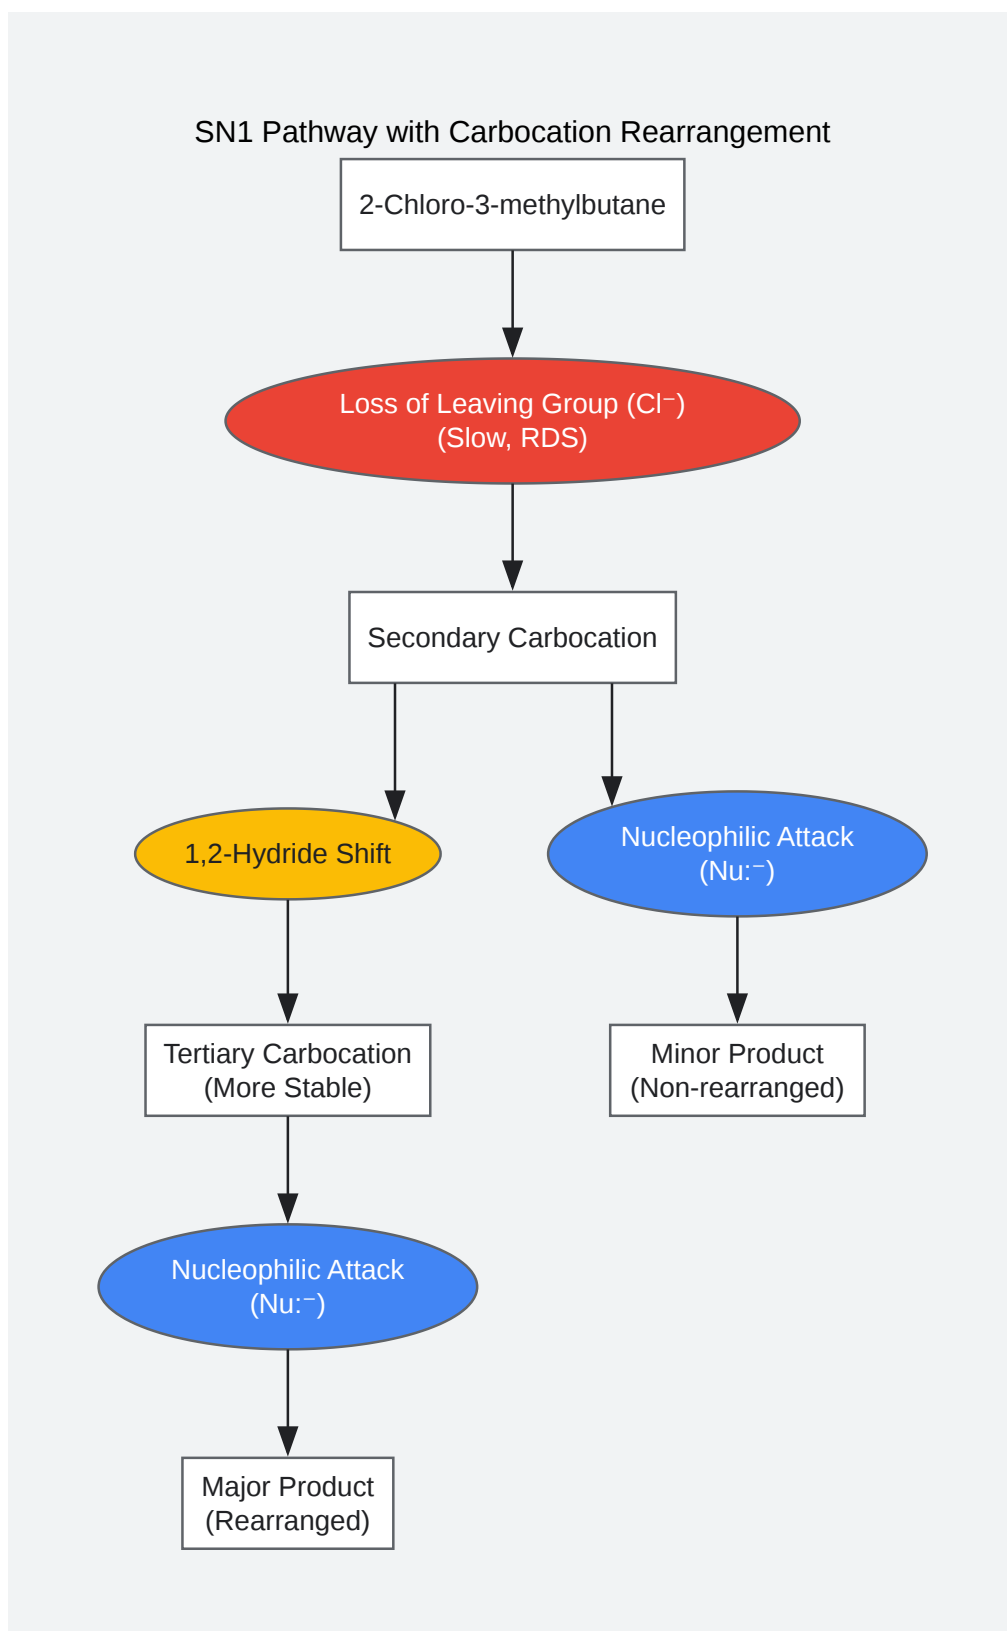 SN1 Pathway with Carbocation Rearrangement
2-Chloro-3-methylbutane
Loss of Leaving Group (Cl⁻)
(Slow, RDS)
Secondary Carbocation
1,2-Hydride Shift
Nucleophilic Attack
(Nu:⁻)
Tertiary Carbocation
(More Stable)
Minor Product
(Non-rearranged)
Nucleophilic Attack
(Nu:⁻)
Major Product
(Rearranged)